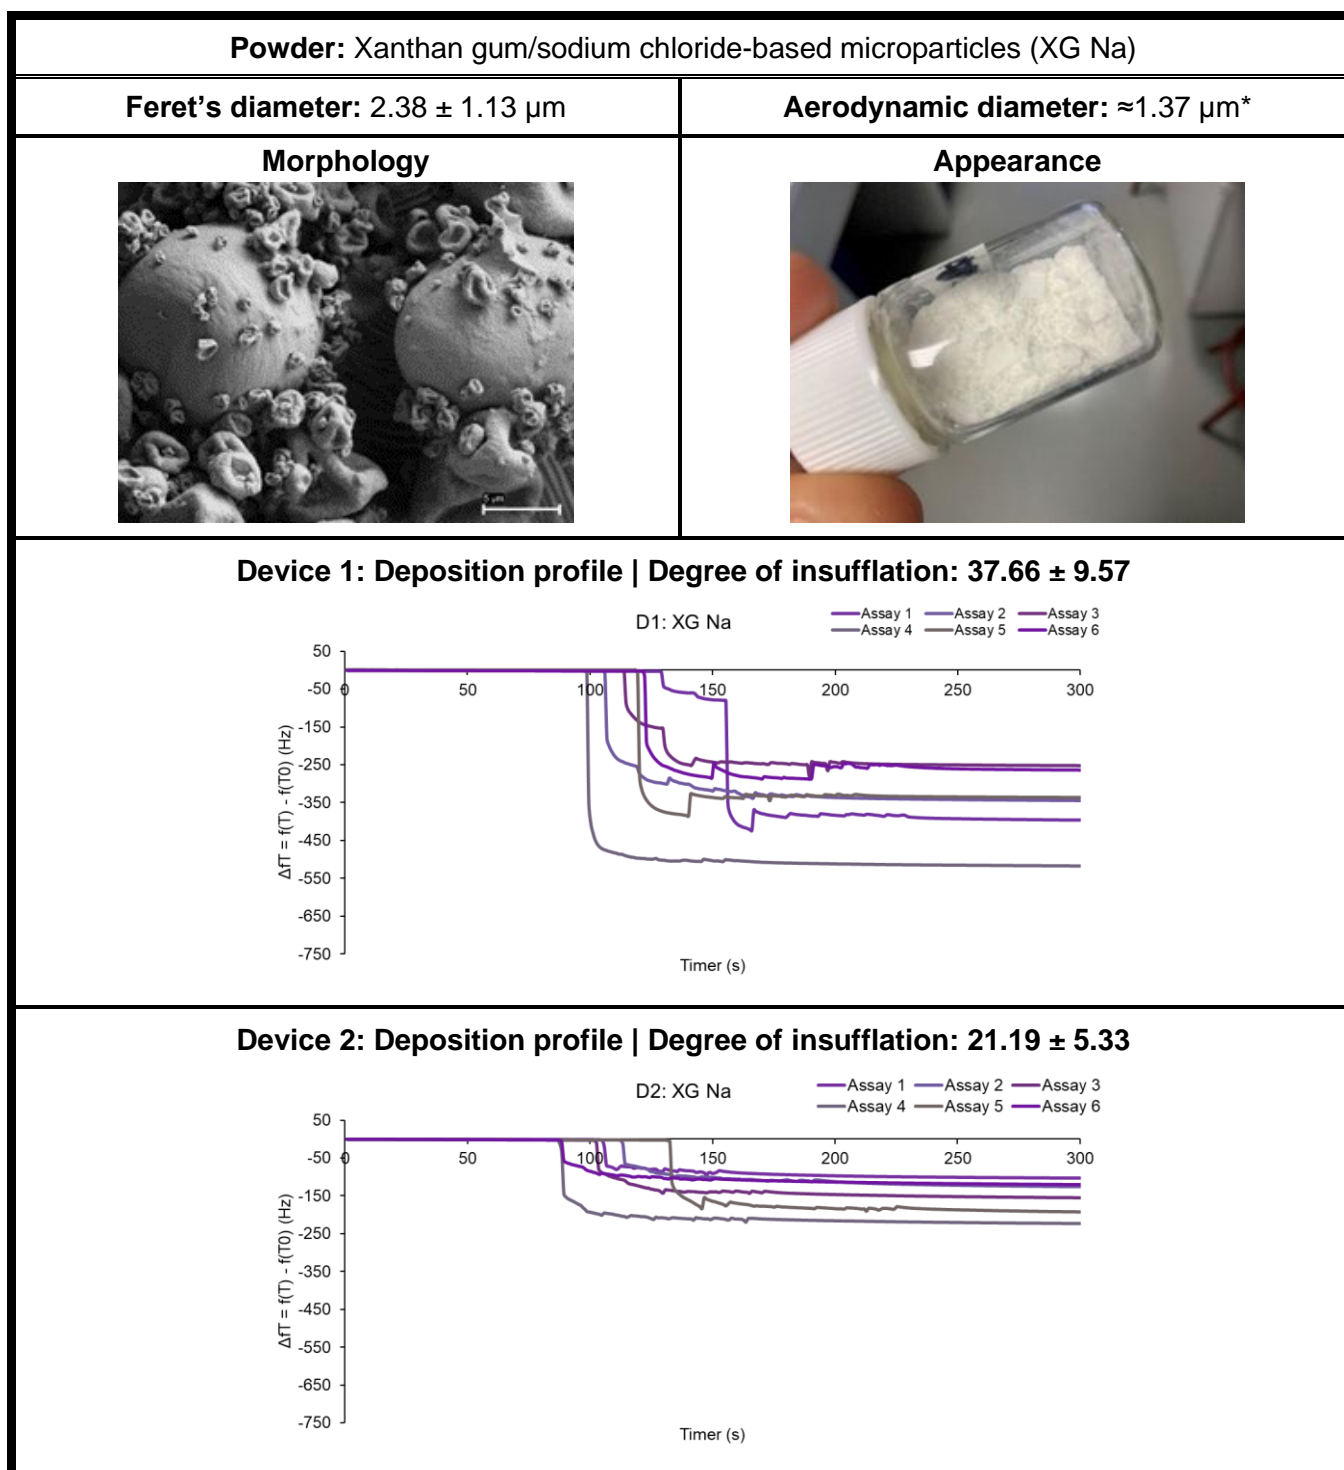 Powder: Xanthan gum/sodium chloride-based microparticles (XG Na)
Feret’s diameter: 2.38 ± 1.13 µm
Aerodynamic diameter: ≈1.37 µm*
Morphology
Appearance
5 µm
Device 1: Deposition profile | Degree of insufflation: 37.66 ± 9.57
D1: XG Na
Assay 1 Assay 2 Assay 3
Assay 4 Assay 5 Assay 6
ΔfT = f(T) - f(T0) (Hz)
50
-50
-150
-250
-350
-450
-550
-650
-750
0 50 100 150 200 250 300
Timer (s)
Device 2: Deposition profile | Degree of insufflation: 21.19 ± 5.33
D2: XG Na
Assay 1 Assay 2 Assay 3
Assay 4 Assay 5 Assay 6
ΔfT = f(T) - f(T0) (Hz)
50
-50
-150
-250
-350
-450
-550
-650
-750
0 50 100 150 200 250 300
Timer (s)